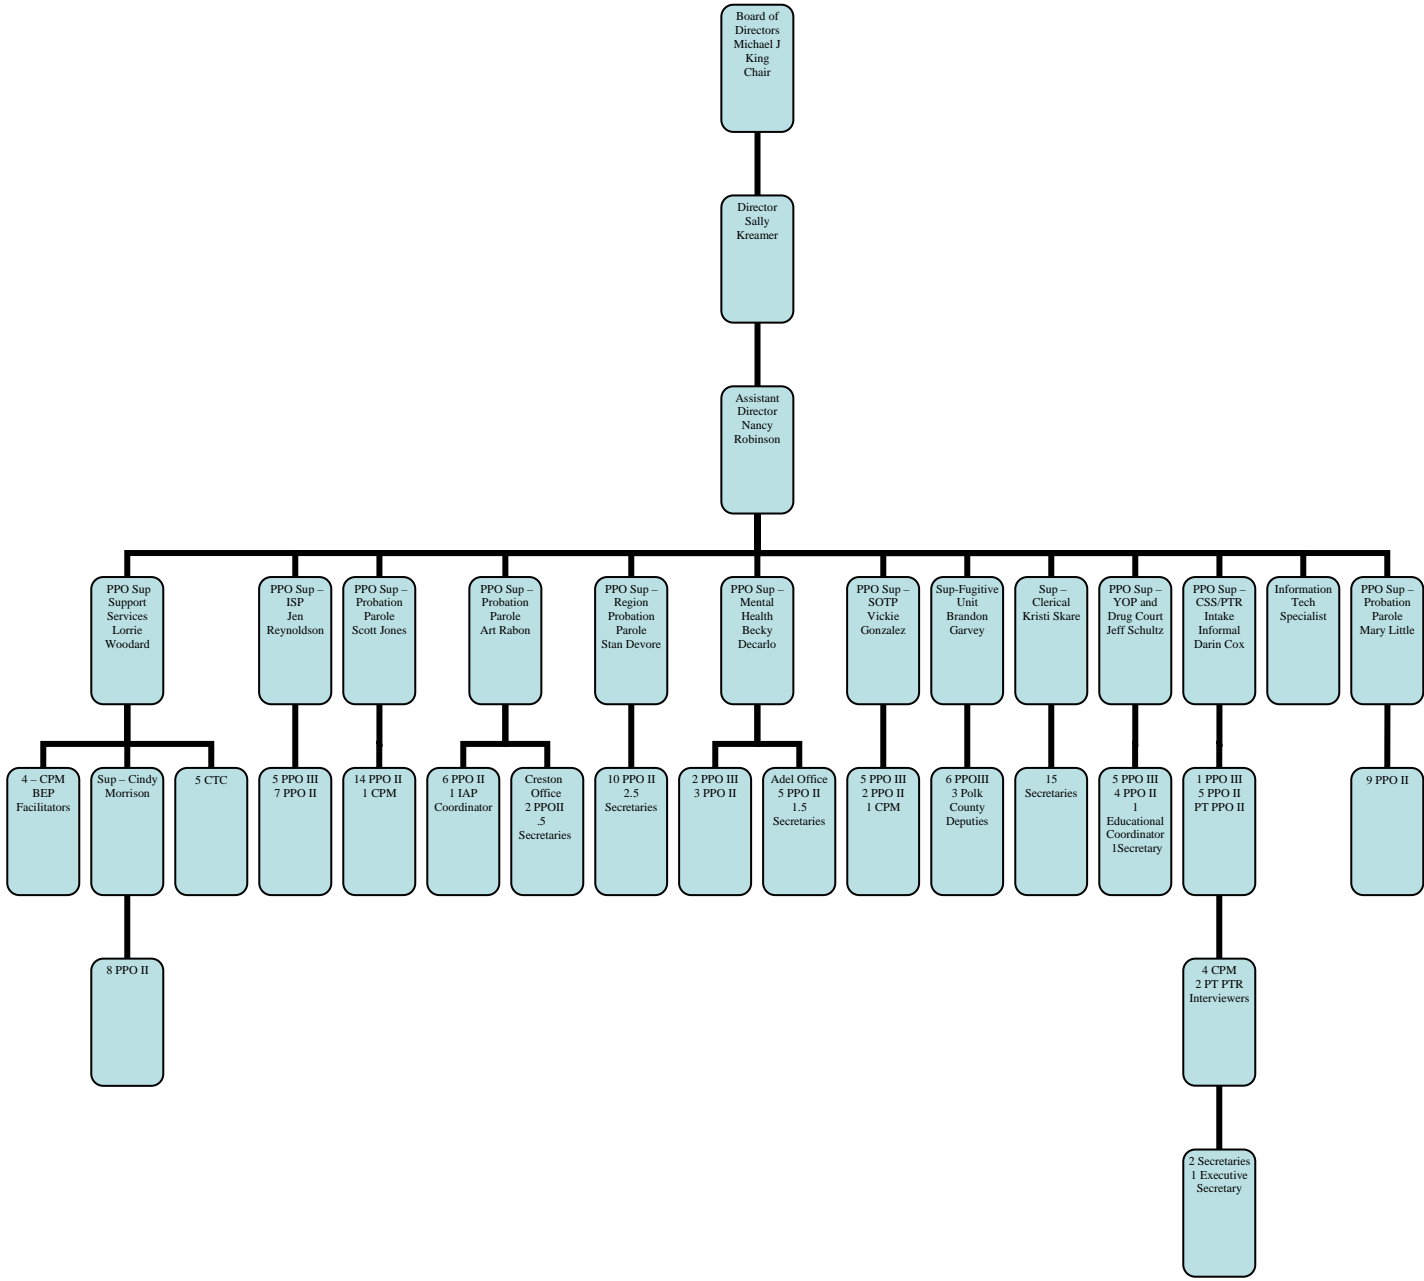 Board of
Directors
Michael J
King
Chair
Director
Sally
Kreamer
Assistant
Director
Nancy
Robinson
PPO Sup
Support
Services
Lorrie
Woodard
PPO Sup –
ISP
Jen
Reynoldson
PPO Sup –
Probation
Parole
Scott Jones
PPO Sup –
Probation
Parole
Art Rabon
PPO Sup –
Region
Probation
Parole
Stan Devore
PPO Sup –
Mental
Health
Becky
Decarlo
PPO Sup –
SOTP
Vickie
Gonzalez
Sup-Fugitive
Unit
Brandon
Garvey
Sup –
Clerical
Kristi Skare
PPO Sup –
YOP and
Drug Court
Jeff Schultz
PPO Sup –
CSS/PTR
Intake
Informal
Darin Cox
Information
Tech
Specialist
PPO Sup –
Probation
Parole
Mary Little
4 – CPM
BEP
Facilitators
Sup – Cindy
Morrison
5 CTC
5 PPO III
7 PPO II
14 PPO II
1 CPM
6 PPO II
1 IAP
Coordinator
Creston
Office
2 PPOII
.5
Secretaries
10 PPO II
2.5
Secretaries
2 PPO III
3 PPO II
Adel Office
5 PPO II
1.5
Secretaries
5 PPO III
2 PPO II
1 CPM
6 PPOIII
3 Polk
County
Deputies
15
Secretaries
5 PPO III
4 PPO II
1
Educational
Coordinator
1Secretary
1 PPO III
5 PPO II
PT PPO II
9 PPO II
8 PPO II
4 CPM
2 PT PTR
Interviewers
2 Secretaries
1 Executive
Secretary